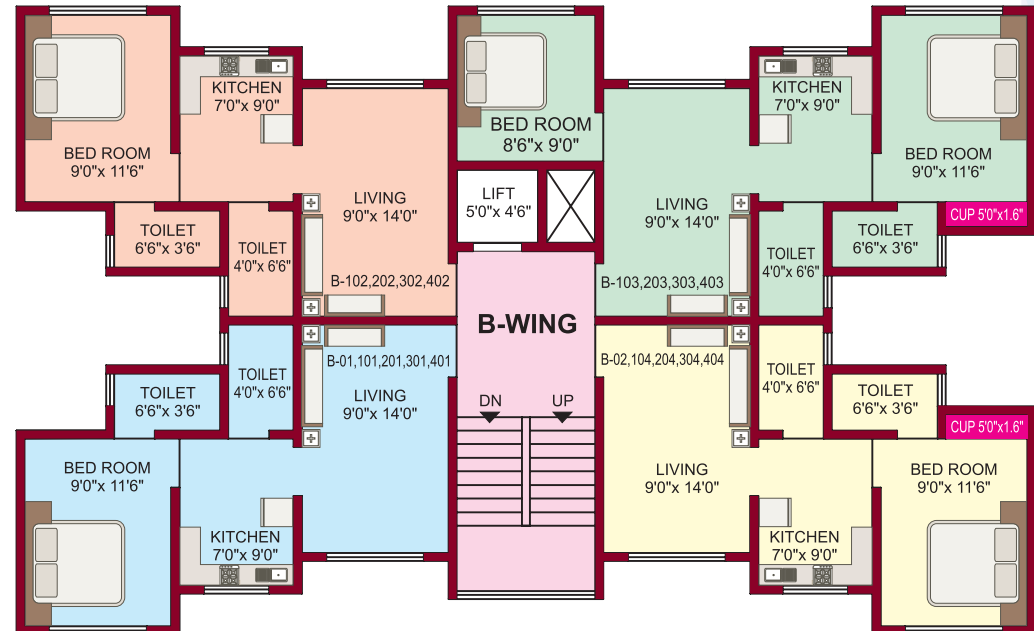 BED ROOM
9'0"x 11'6"
KITCHEN
7'0"x 9'0"
LIVING
9'0"x 14'0"
TOILET
6'6"x 3'6"
TOILET
4'0"x 6'6"
B-102,202,302,402
BED ROOM
8'6"x 9'0"
LIFT
5'0"x 4'6"
KITCHEN
7'0"x 9'0"
BED ROOM
9'0"x 11'6"
LIVING
9'0"x 14'0"
CUP 5'0"x1.6"
TOILET
6'6"x 3'6"
TOILET
4'0"x 6'6"
B-103,203,303,403
B-WING
DN
UP
B-01,101,201,301,401
LIVING
9'0"x 14'0"
TOILET
4'0"x 6'6"
TOILET
6'6"x 3'6"
BED ROOM
9'0"x 11'6"
KITCHEN
7'0"x 9'0"
B-02,104,204,304,404
TOILET
4'0"x 6'6"
TOILET
6'6"x 3'6"
CUP 5'0"x1.6"
LIVING
9'0"x 14'0"
BED ROOM
9'0"x 11'6"
KITCHEN
7'0"x 9'0"